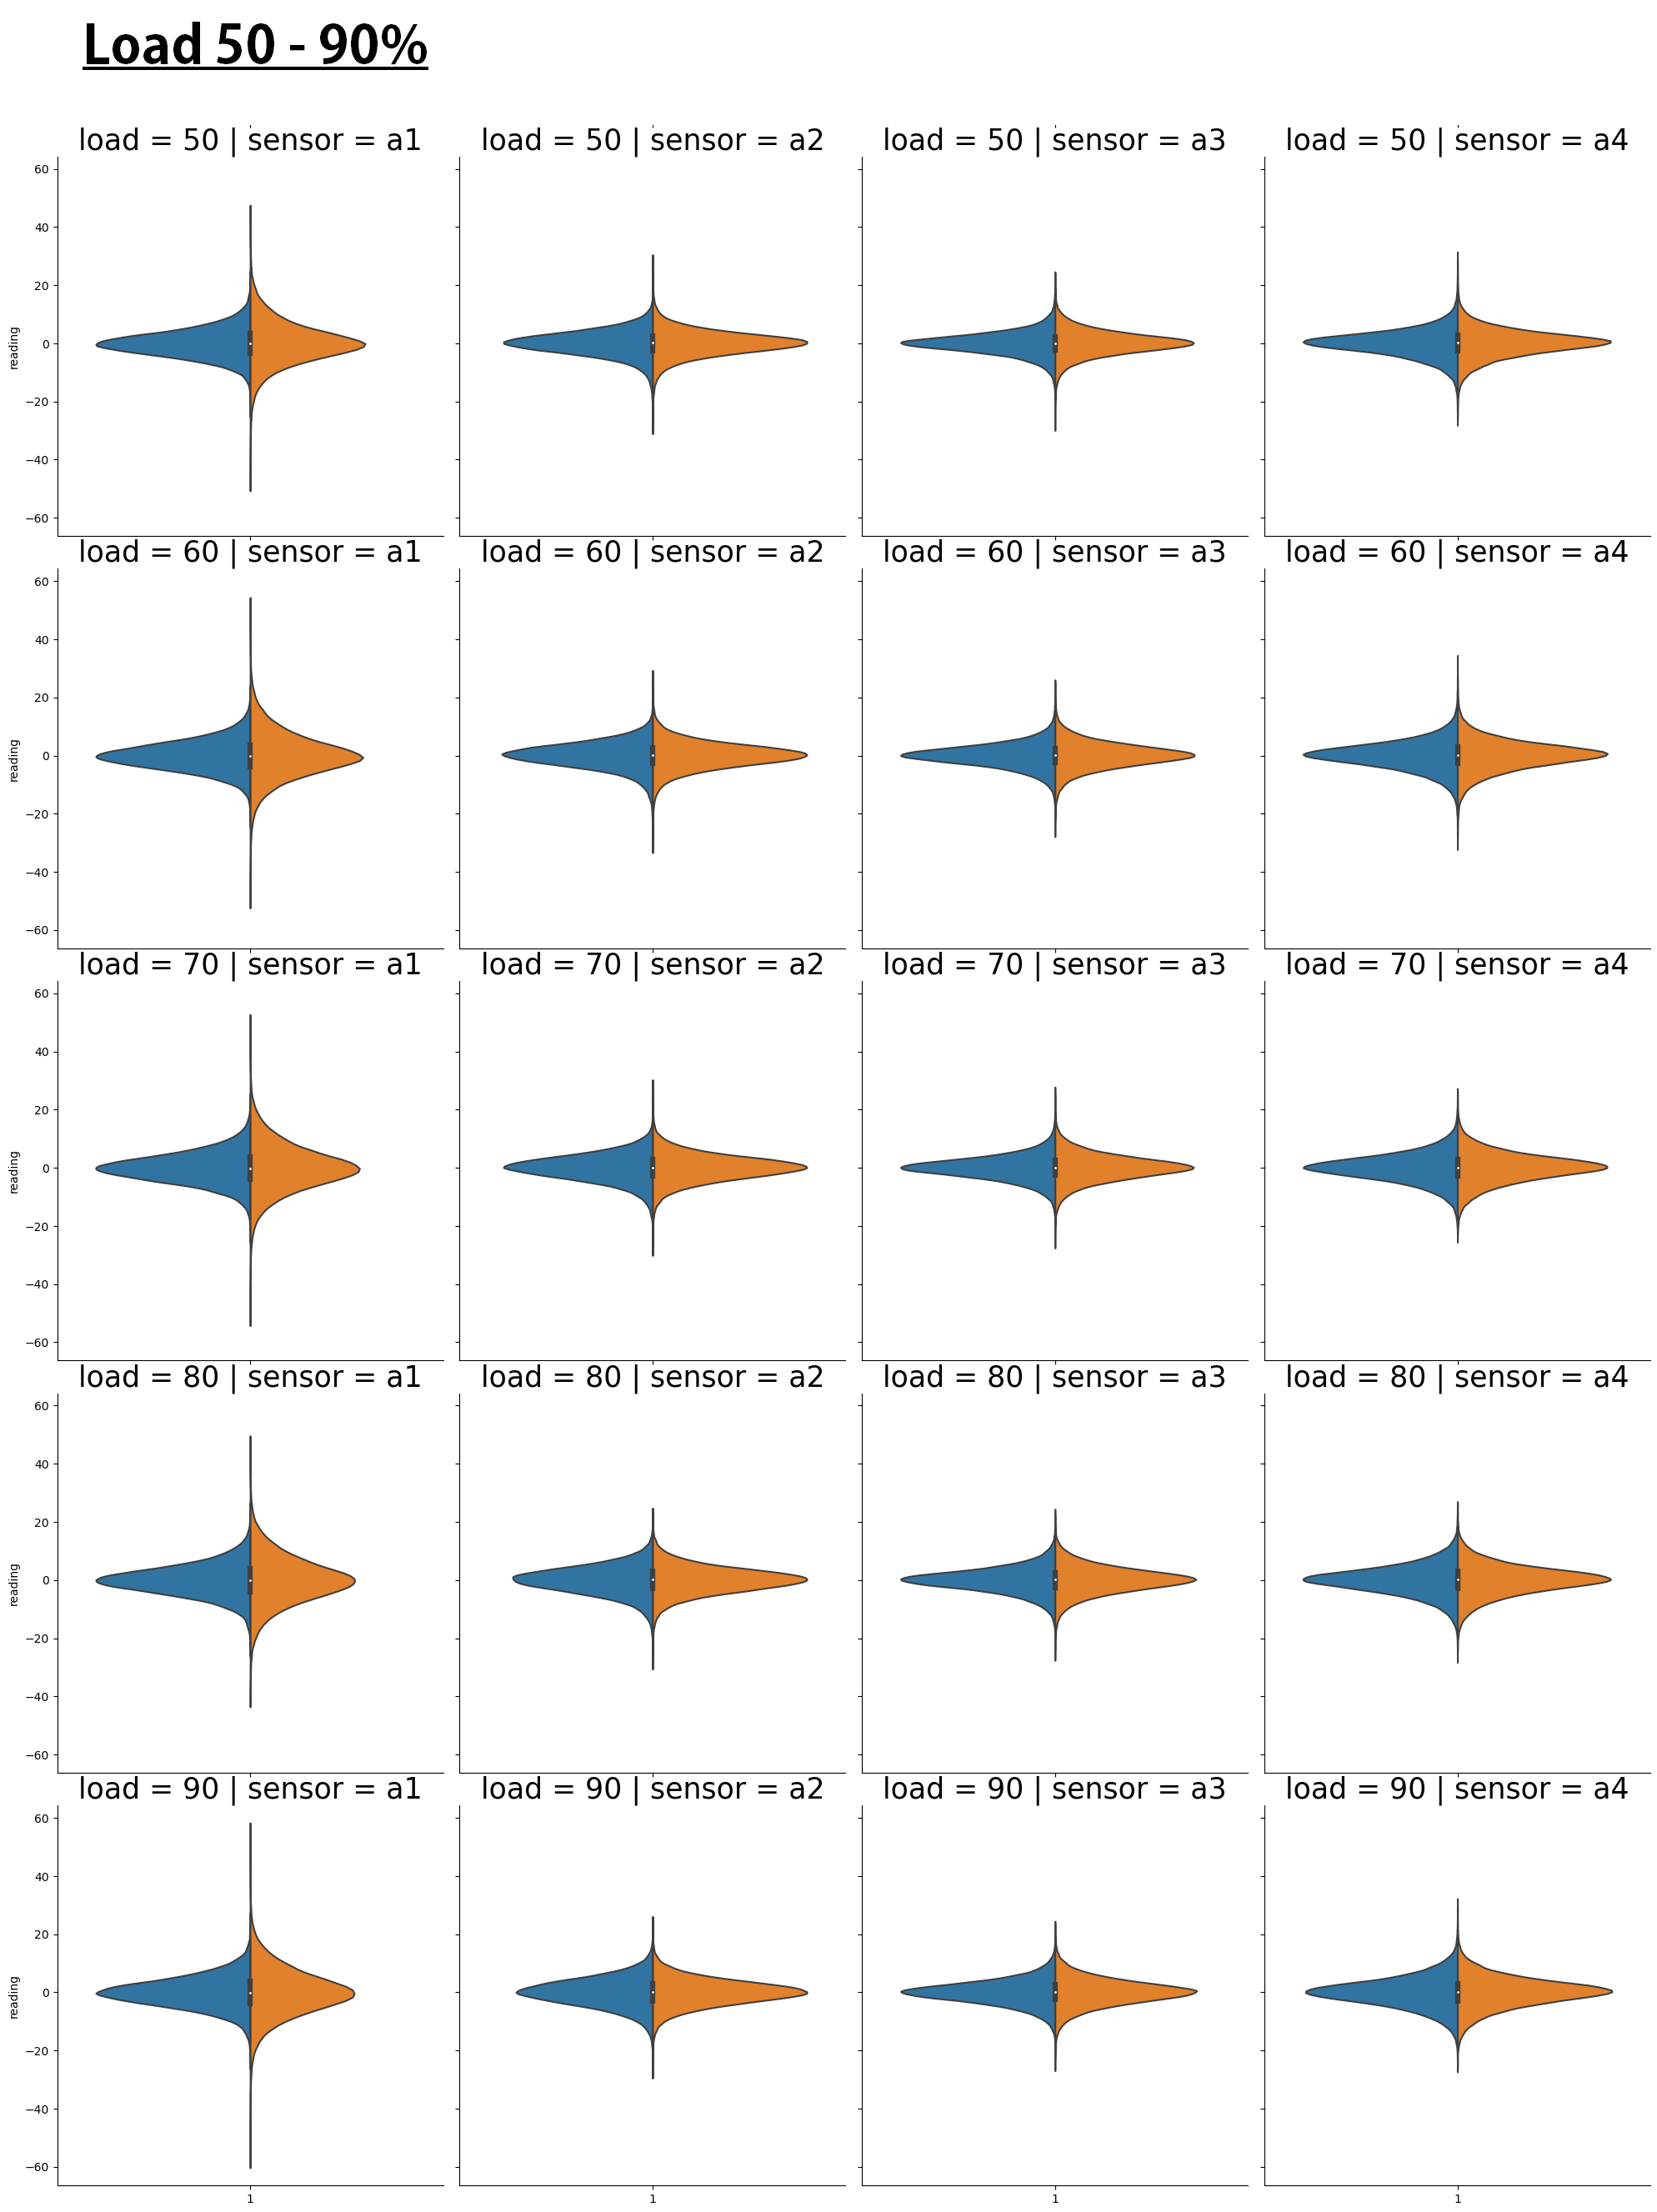 Load 50 - 90%
load = 50 | sensor = a1 load = 50 | sensor = a2 load = 50 | sensor = a3 load = 50 | sensor = a4
60
40
20
reading
0
−20
−40
−60
load = 60 | sensor = a1 load = 60 | sensor = a2 load = 60 | sensor = a3 load = 60 | sensor = a4
60
40
20
reading
0
−20
−40
−60
load = 70 | sensor = a1 load = 70 | sensor = a2 load = 70 | sensor = a3 load = 70 | sensor = a4
60
40
20
reading
0
−20
−40
−60
load = 80 | sensor = a1 load = 80 | sensor = a2 load = 80 | sensor = a3 load = 80 | sensor = a4
60
40
20
reading
0
−20
−40
−60
load = 90 | sensor = a1 load = 90 | sensor = a2 load = 90 | sensor = a3 load = 90 | sensor = a4
60
40
20
reading
0
−20
−40
−60
1 1 1 1